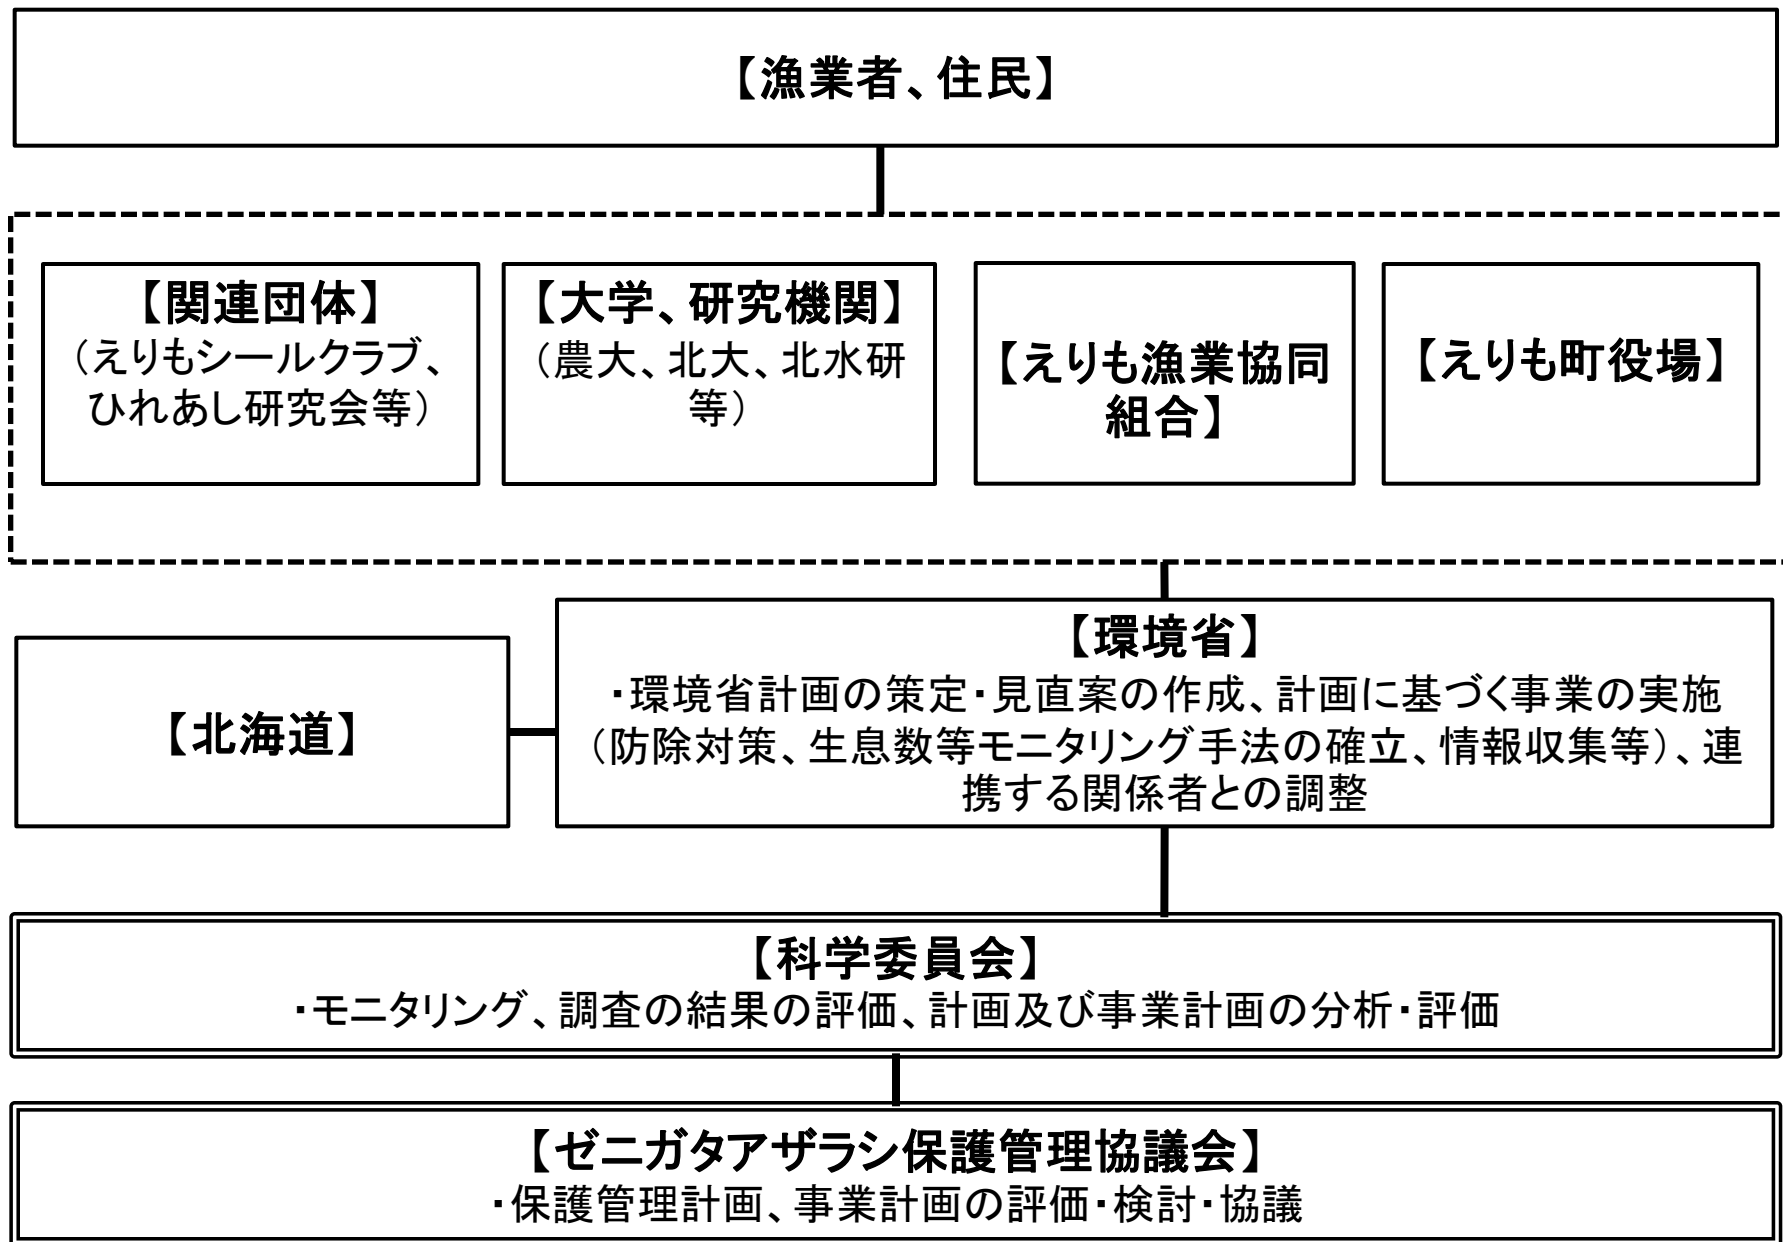 【漁業者、住民】
【関連団体】
（えりもシールクラブ、
ひれあし研究会等）
【大学、研究機関】
（農大、北大、北水研
等）
【えりも漁業協同
組合】
【えりも町役場】
【北海道】
【環境省】
・環境省計画の策定・見直案の作成、計画に基づく事業の実施
（防除対策、生息数等モニタリング手法の確立、情報収集等）、連
携する関係者との調整
【科学委員会】
・モニタリング、調査の結果の評価、計画及び事業計画の分析・評価
【ゼニガタアザラシ保護管理協議会】
・保護管理計画、事業計画の評価・検討・協議